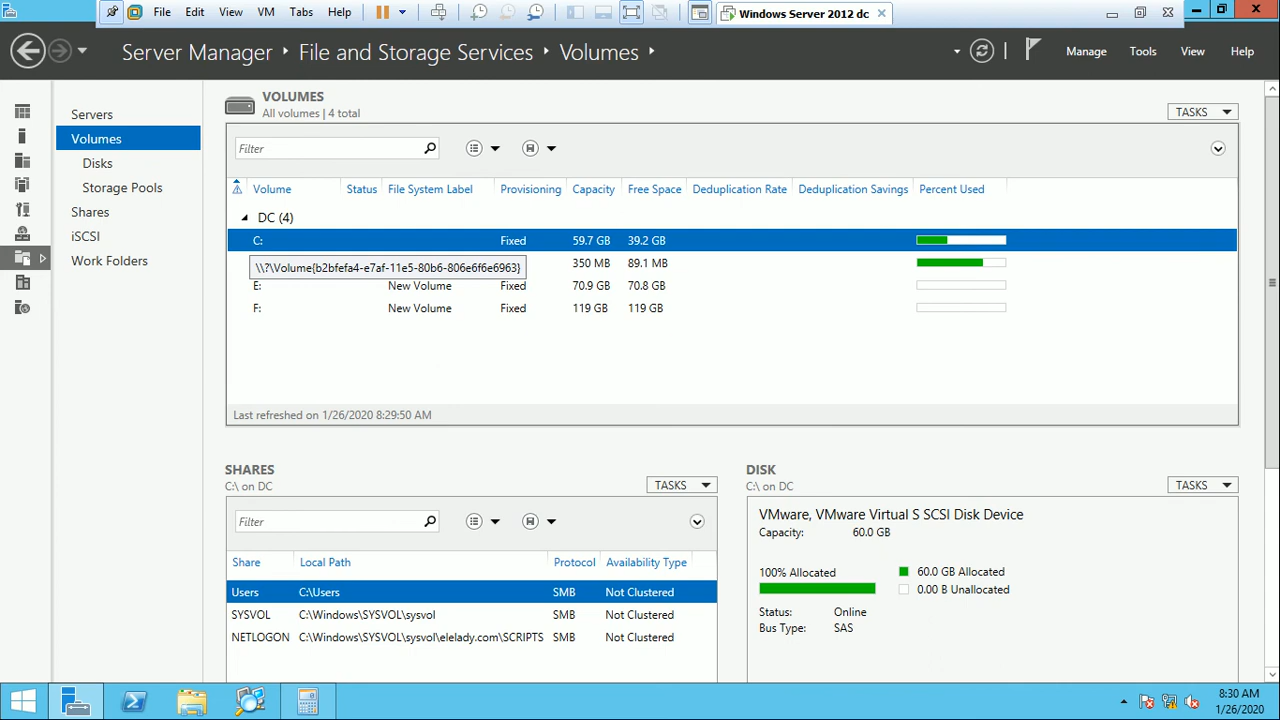 File Edit View VM Tabs Help Windows Server 2012 dc
Server Manager File and Storage Services Volumes Manage Tools View Help
Servers
Volumes
Disks
Storage Pools
Shares
iSCSI
Work Folders
VOLUMES
All volumes | 4 total
TASKS
Filter
Volume Status File System Label Provisioning Capacity Free Space Deduplication Rate Deduplication Savings Percent Used
DC (4)
C: Fixed 59.7 GB 39.2 GB
\\?\Volume{b2bfefa4-e7af-11e5-80b6-806e6f6e6963} 350 MB 89.1 MB
E: New Volume Fixed 70.9 GB 70.8 GB
F: New Volume Fixed 119 GB 119 GB
Last refreshed on 1/26/2020 8:29:50 AM
SHARES
C:\ on DC
TASKS
Filter
Share Local Path Protocol Availability Type
Users C:\Users SMB Not Clustered
SYSVOL C:\Windows\SYSVOL\sysvol SMB Not Clustered
NETLOGON C:\Windows\SYSVOL\sysvol\elelady.com\SCRIPTS SMB Not Clustered
DISK
C:\ on DC
TASKS
VMware, VMware Virtual S SCSI Disk Device
Capacity: 60.0 GB
100% Allocated 60.0 GB Allocated
0.00 B Unallocated
Status: Online
Bus Type: SAS
8:30 AM
1/26/2020